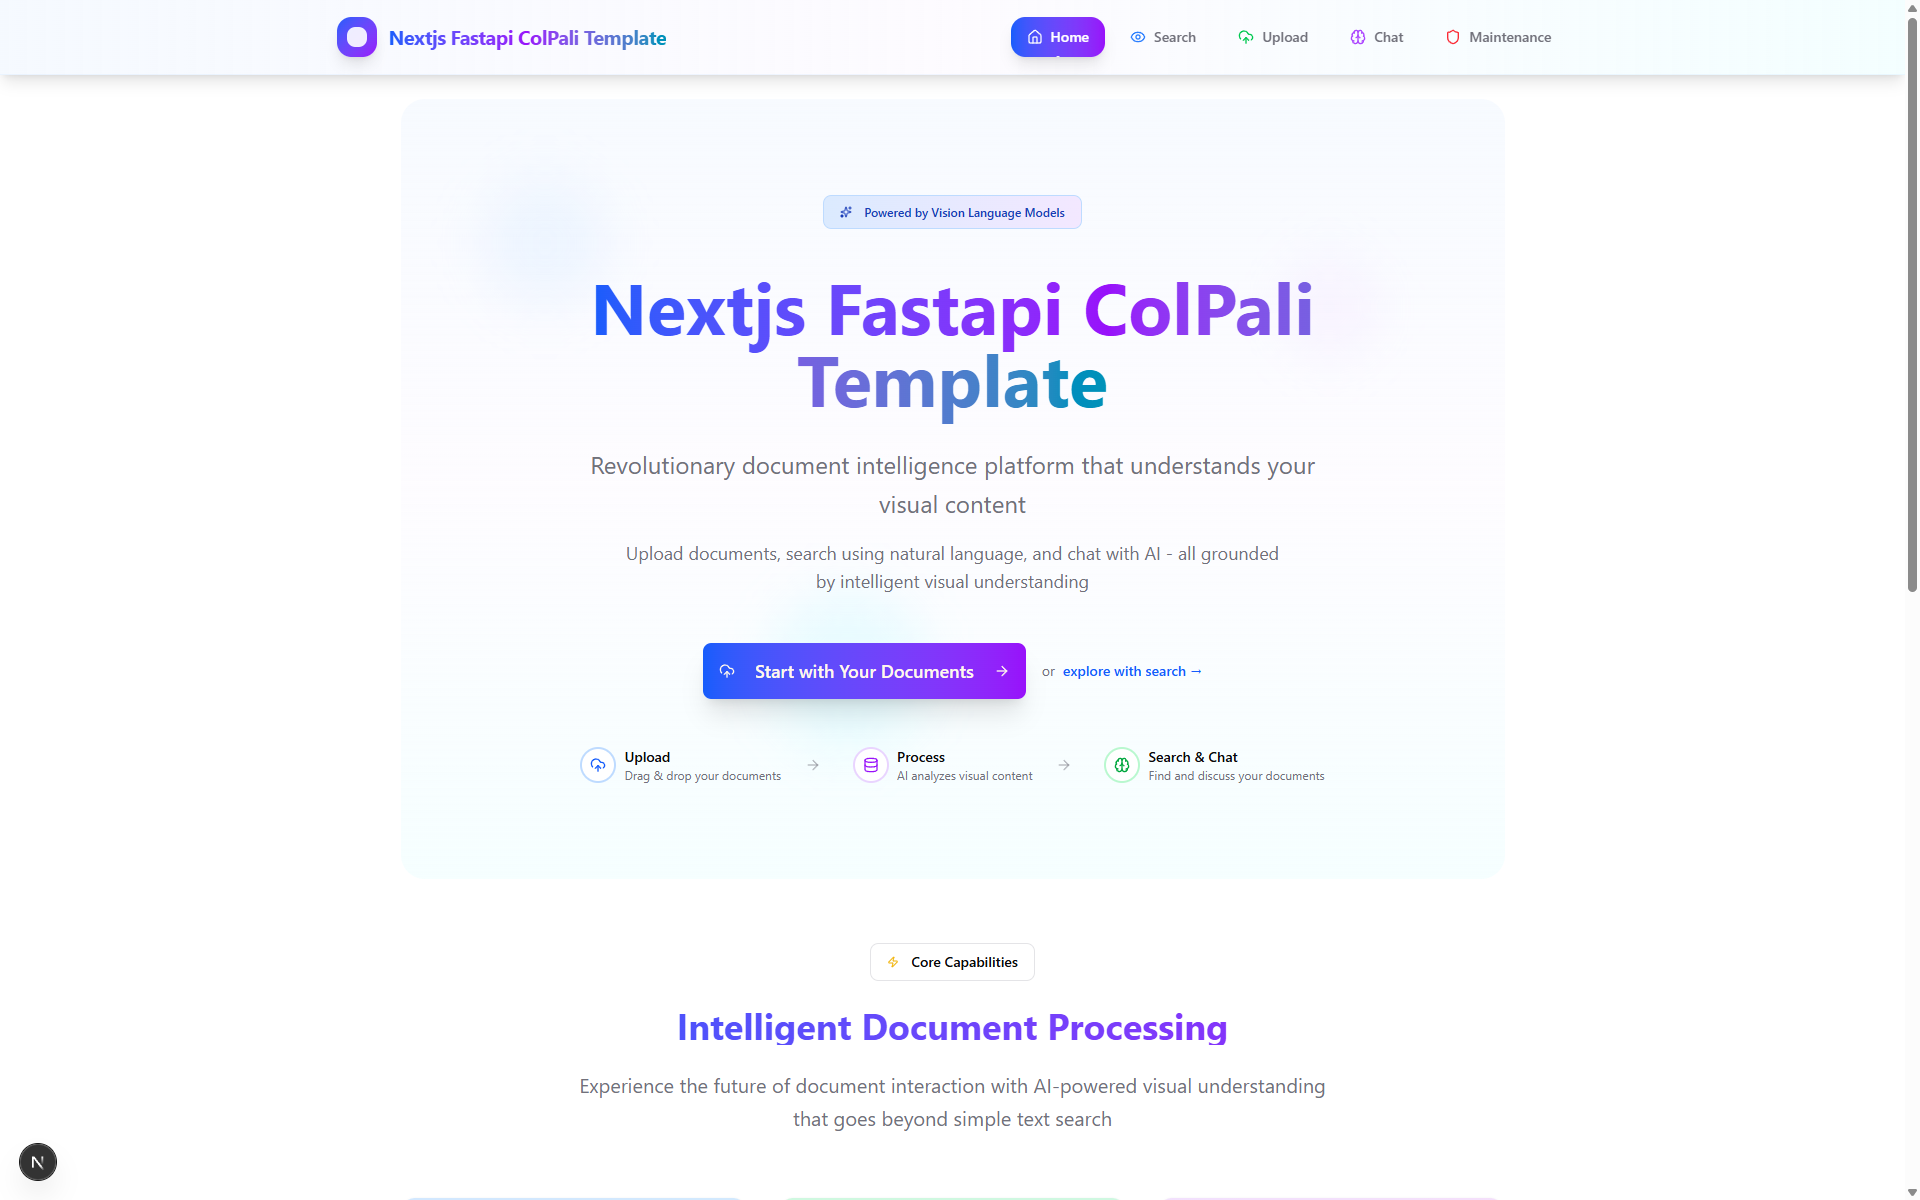 Nextjs Fastapi ColPali Template
Home
Search
Upload
Chat
Maintenance
Powered by Vision Language Models
Nextjs Fastapi ColPali
Template
Revolutionary document intelligence platform that understands your
visual content
Upload documents, search using natural language, and chat with AI - all grounded
by intelligent visual understanding
Start with Your Documents →
or explore with search →
Upload
Drag & drop your documents
→
Process
AI analyzes visual content
→
Search & Chat
Find and discuss your documents
Core Capabilities
Intelligent Document Processing
Experience the future of document interaction with AI-powered visual understanding
that goes beyond simple text search
N